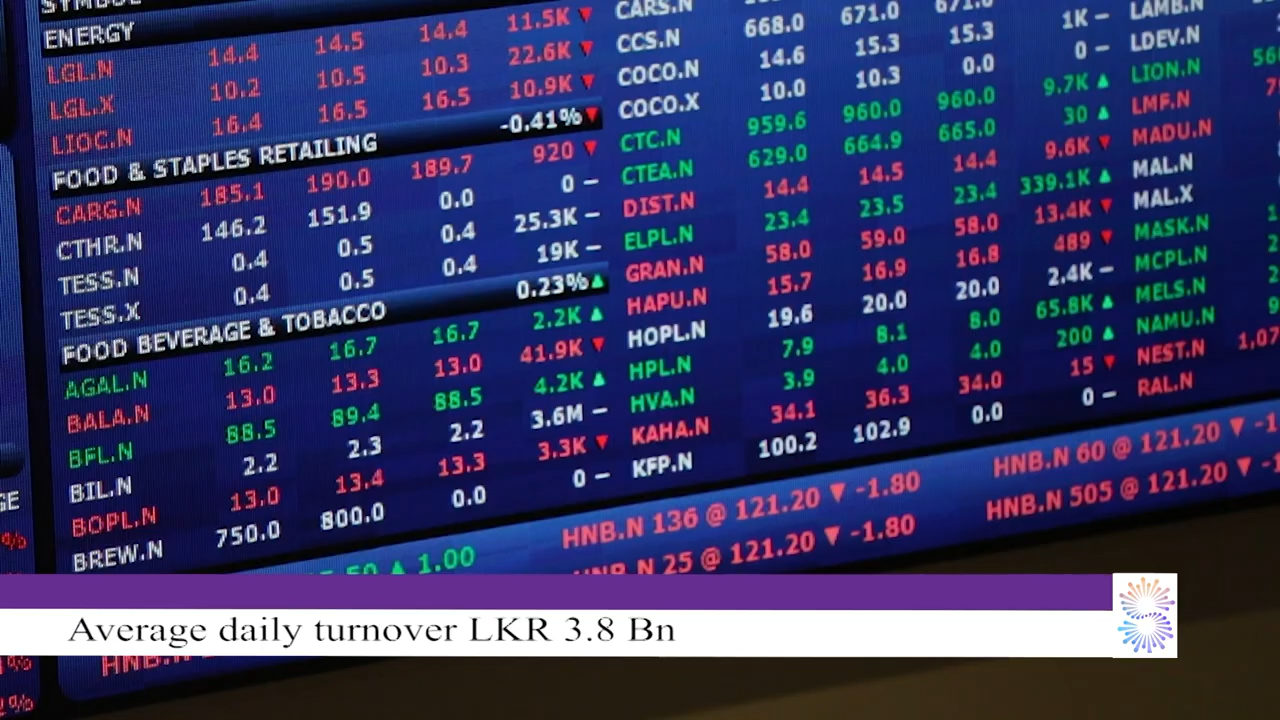 SYMBOL
ENERGY
LGL.N 14.4 14.5 14.4 11.5K ▼
LGL.X 10.2 10.5 10.3 22.6K ▼
LIOC.N 16.4 16.5 16.5 10.9K ▼
FOOD & STAPLES RETAILING -0.41% ▼
CARG.N 185.1 190.0 189.7 920 ▼
CTHR.N 146.2 151.9 0.0 0 –
TESS.N 0.4 0.5 0.4 25.3K –
TESS.X 0.4 0.5 0.4 19K –
FOOD BEVERAGE & TOBACCO 0.23% ▲
AGAL.N 16.2 16.7 16.7 2.2K ▲
BALA.N 13.0 13.3 13.0 41.9K ▼
BFL.N 88.5 89.4 88.5 4.2K ▲
BIL.N 2.2 2.3 2.2 3.6M –
BOPL.N 13.0 13.4 13.3 3.3K ▼
BREW.N 750.0 800.0 0.0 0 –
CARS.N
CCS.N 668.0 671.0 671.0
COCO.N 14.6 15.3 15.3 1K –
COCO.X 10.0 10.3 0.0 0 –
CTC.N 959.6 960.0 960.0 9.7K ▲
CTEA.N 629.0 664.9 665.0 30 ▲
DIST.N 14.4 14.5 14.4 9.6K ▼
ELPL.N 23.4 23.5 23.4 339.1K ▲
GRAN.N 58.0 59.0 58.0 13.4K ▼
HAPU.N 15.7 16.9 16.8 489 ▼
HOPL.N 19.6 20.0 20.0 2.4K –
HPL.N 7.9 8.1 8.0 65.8K ▲
HVA.N 3.9 4.0 4.0 200 ▲
KAHA.N 34.1 36.3 34.0 15 ▼
KFP.N 100.2 102.9 0.0 0 –
LAMB.N
LDEV.N
LION.N
LMF.N
MADU.N
MAL.N
MAL.X
MASK.N
MCPL.N
MELS.N
NAMU.N
NEST.N
RAL.N
HNB.N 136 @ 121.20 ▼ -1.80 HNB.N 60 @ 121.20 ▼
▲ 1.00 HNB.N 25 @ 121.20 ▼ -1.80 HNB.N 505 @ 121.20 ▼
Average daily turnover LKR 3.8 Bn